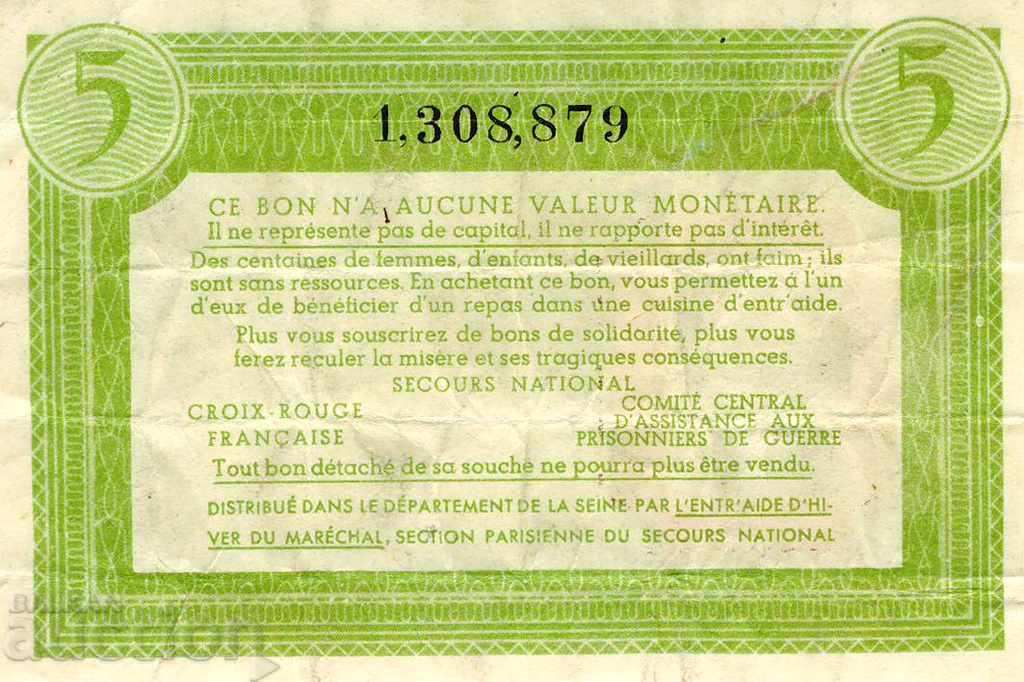 5 5
1,308,879
CE BON N'A AUCUNE VALEUR MONÉTAIRE.
Il ne représente pas de capital, il ne rapporte pas d'intérêt.
Des centaines de femmes, d'enfants, de vieillards, ont faim ; ils
sont sans ressources. En achetant ce bon, vous permettez à l'un
d'eux de bénéficier d'un repas dans une cuisine d'entr'aide.
Plus vous souscrirez de bons de solidarité, plus vous
ferez réculer la misère et ses tragiques conséquences.
SECOURS NATIONAL
CROIX-ROUGE
FRANÇAISE
COMITÉ CENTRAL
D'ASSISTANCE AUX
PRISONNIERS DE GUERRE
Tout bon détaché de sa souche ne pourra plus être vendu.
DISTRIBUÉ DANS LE DÉPARTEMENT DE LA SEINE PAR L'ENTR'AIDE D'HI-
VER DU MARÉCHAL, SECTION PARISIENNE DU SECOURS NATIONAL
BALKAN
auction